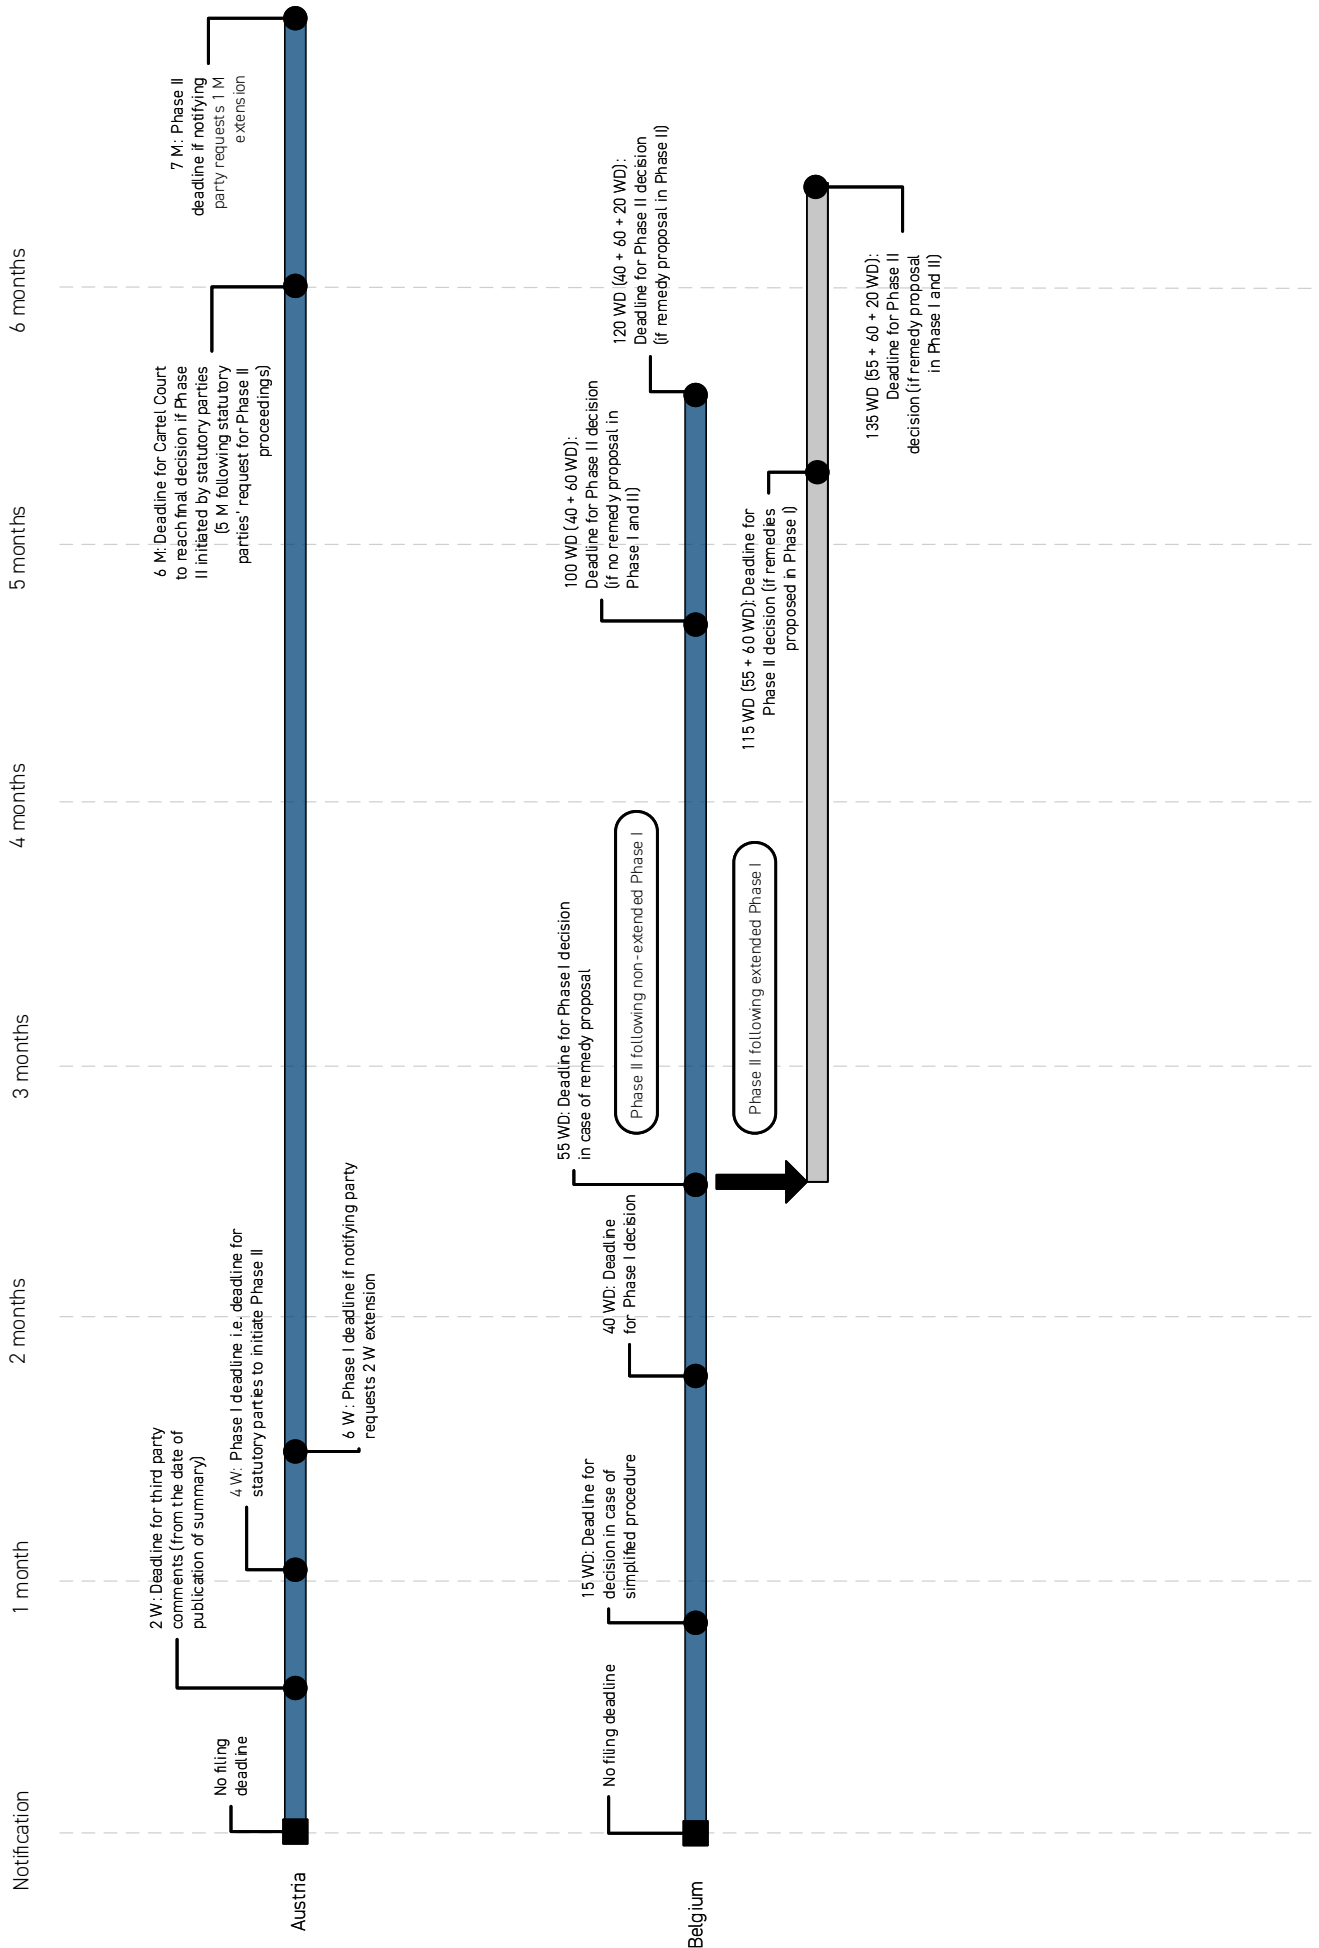 Notification
1 month
2 months
3 months
4 months
5 months
6 months
Austria
No filing
deadline
2 W: Deadline for third party
comments (from the date of
publication of summary)
4 W: Phase I deadline i.e. deadline for
statutory parties to initiate Phase II
6 W: Phase I deadline if notifying party
requests 2 W extension
6 M: Deadline for Cartel Court
to reach final decision if Phase
II initiated by statutory parties
(5 M following statutory
parties' request for Phase II
proceedings)
7 M: Phase II
deadline if notifying
party requests 1 M
extension
Belgium
No filing deadline
15 WD: Deadline for
decision in case of
simplified procedure
40 WD: Deadline
for Phase I decision
55 WD: Deadline for Phase I decision
in case of remedy proposal
Phase II following non-extended Phase I
100 WD (40 + 60 WD):
Deadline for Phase II decision
(if no remedy proposal in
Phase I and II)
120 WD (40 + 60 + 20 WD):
Deadline for Phase II decision
(if remedy proposal in Phase II)
Phase II following extended Phase I
115 WD (55 + 60 WD): Deadline for
Phase II decision (if remedies
proposed in Phase I)
135 WD (55 + 60 + 20 WD):
Deadline for Phase II
decision (if remedy proposal
in Phase I and II)